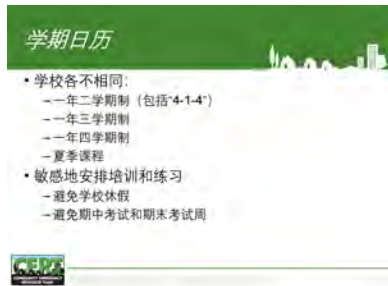 学期日历
• 学校各不相同:
–一年二学期制（包括“4-1-4”）
–一年三学期制
–一年四学期制
–夏季课程
• 敏感地安排培训和练习
–避免学校休假
–避免期中考试和期末考试周
CERT